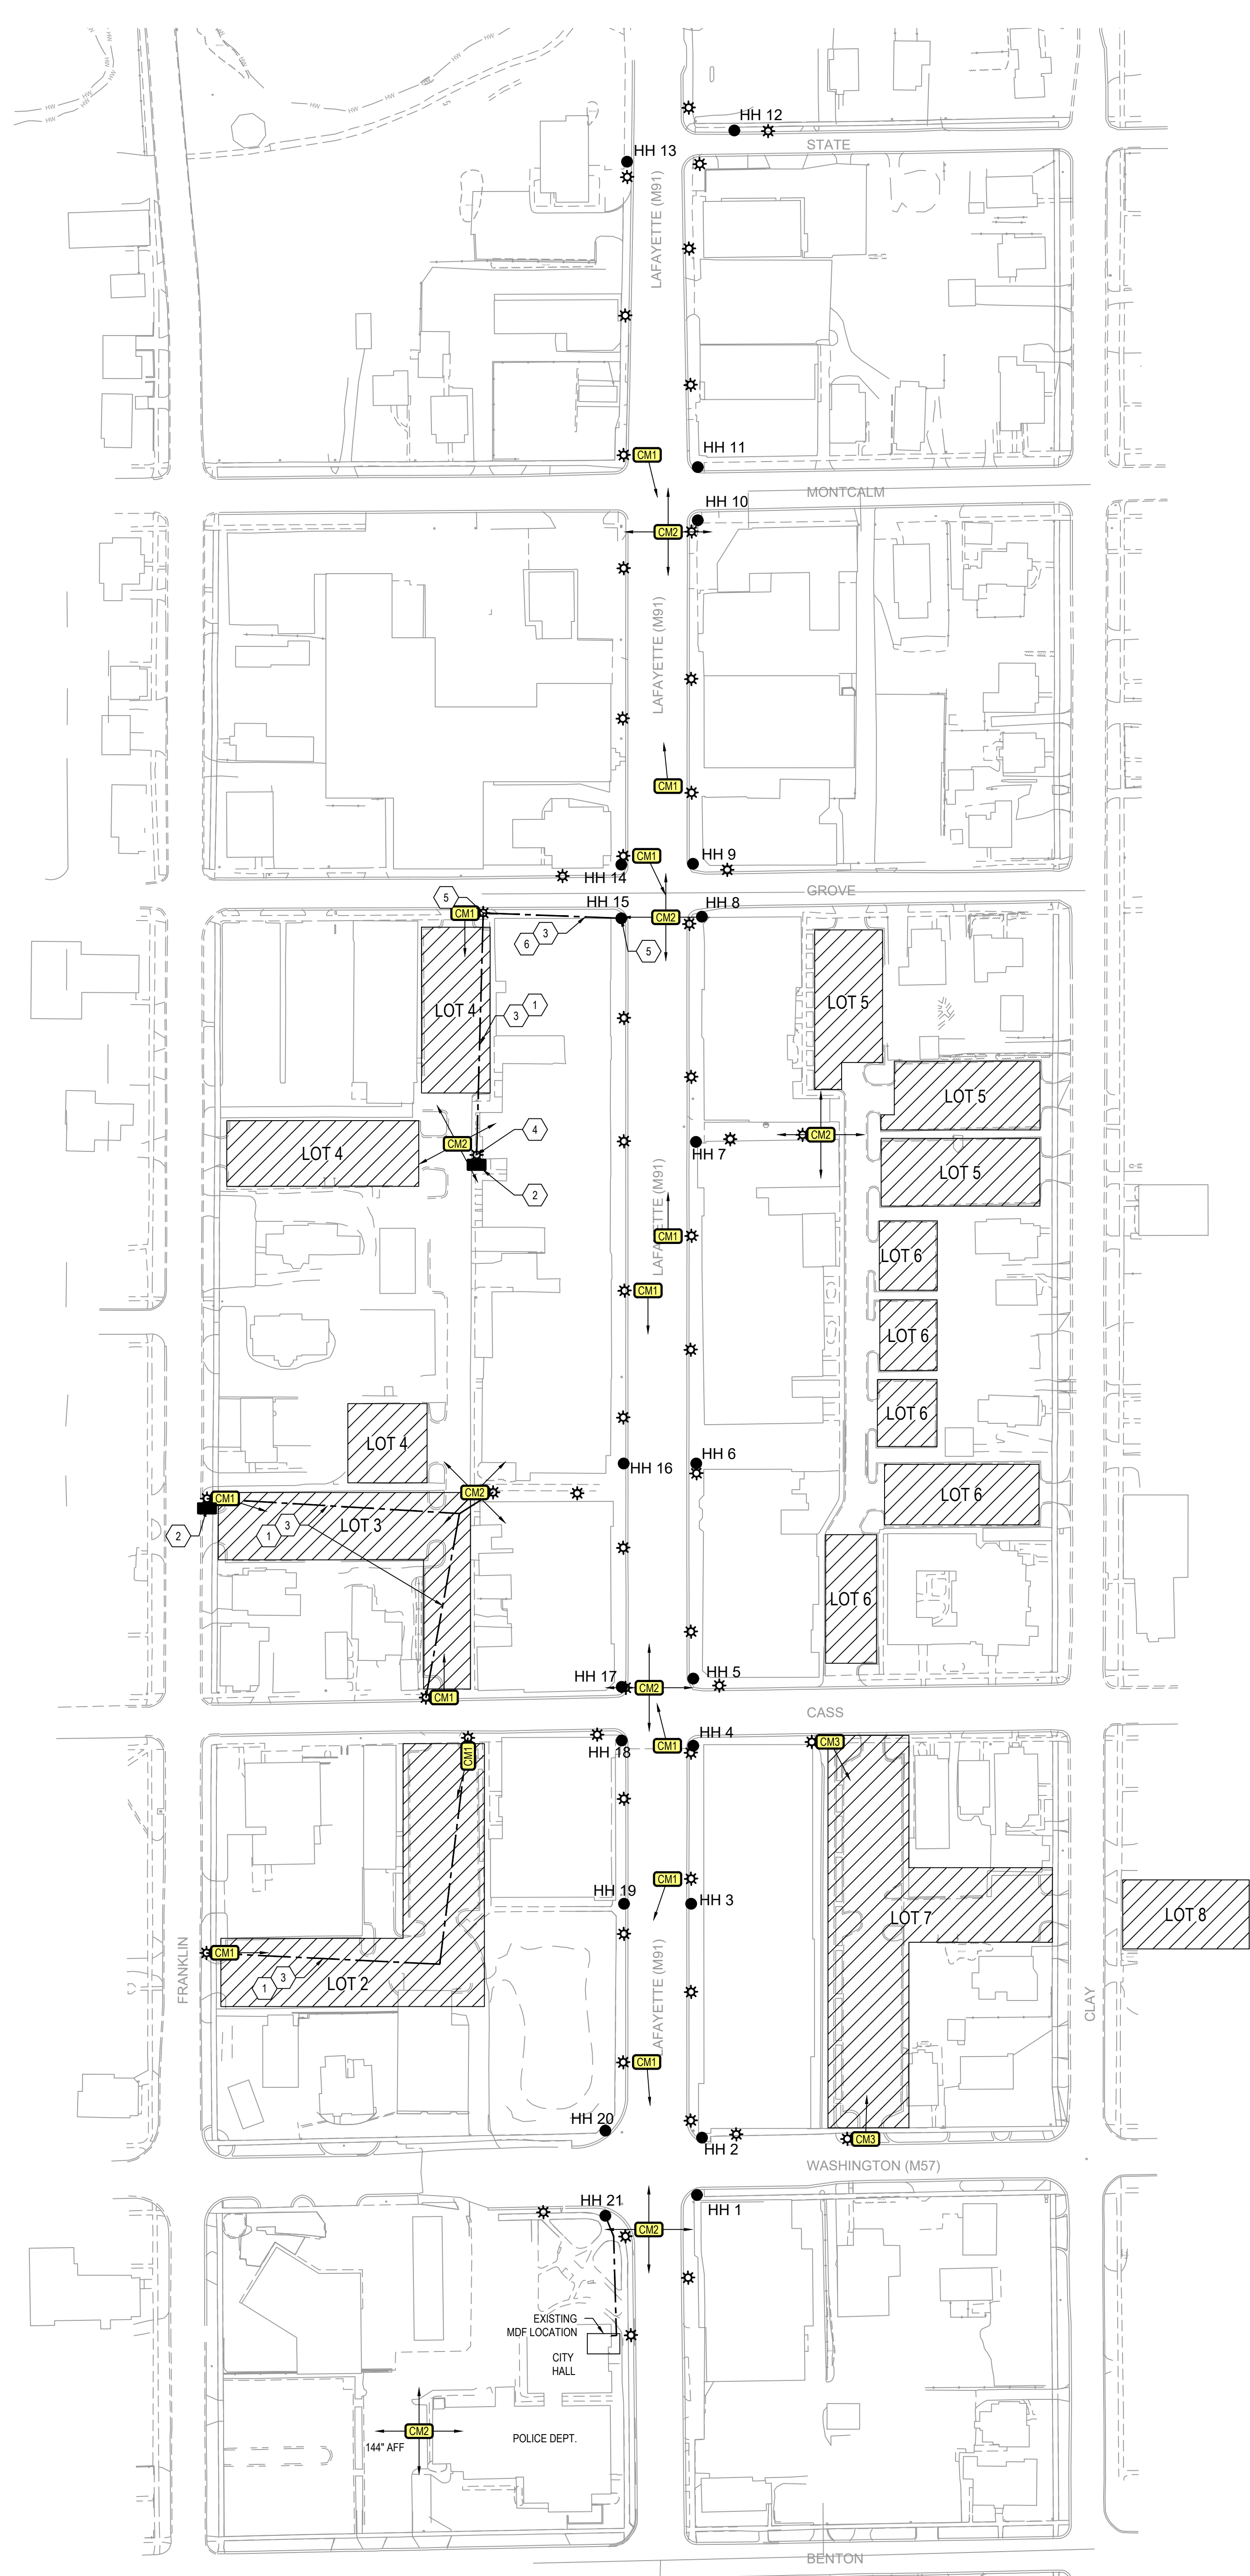 HW
HW
HW
HW
HW
HW
HW
HH 12
STATE
HH 13
LAFAYETTE (M91)
CM1
HH 11
MONTCALM
HH 10
CM2
LAFAYETTE (M91)
CM1
CM1
HH 14
HH 9
GROVE
5
CM1
HH 15
CM2
HH 8
6
3
5
LOT 4
3
1
LOT 5
LOT 5
CM2
4
LOT 4
HH 7
CM2
LOT 5
2
LAFAYETTE (M91)
CM1
LOT 6
CM1
LOT 6
LOT 6
LOT 4
HH 16
HH 6
CM1
CM2
LOT 6
2
1
3
LOT 3
LOT 6
HH 17
CM2
HH 5
CM1
CASS
HH 18
CM1
CM1
HH 4
CM3
CM1
HH 19
HH 3
LOT 7
LOT 8
CM1
FRANKLIN
1
3
LOT 2
LAFAYETTE (M91)
CLAY
CM1
HH 20
HH 2
CM3
WASHINGTON (M57)
HH 21
HH 1
CM2
EXISTING
MDF LOCATION
CITY
HALL
CM2
144" AFF
POLICE DEPT.
BENTON